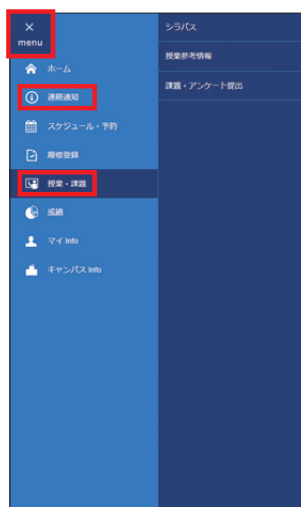 menu
ホーム
連絡通知
スケジュール・予約
履修登録
授業・課題
成績
マイ Info
キャンパス Info
シラバス
授業参考情報
課題・アンケート提出